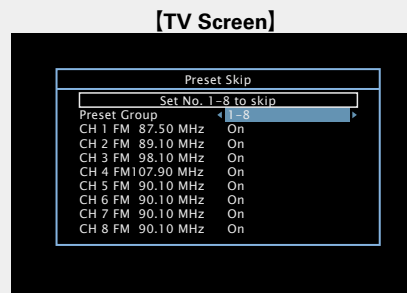 【TV Screen】
Preset Skip
Set No. 1–8 to skip
Preset Group ◀ 1–8 ▶
CH 1 FM 87.50 MHz On
CH 2 FM 89.10 MHz On
CH 3 FM 98.10 MHz On
CH 4 FM107.90 MHz On
CH 5 FM 90.10 MHz On
CH 6 FM 90.10 MHz On
CH 7 FM 90.10 MHz On
CH 8 FM 90.10 MHz On